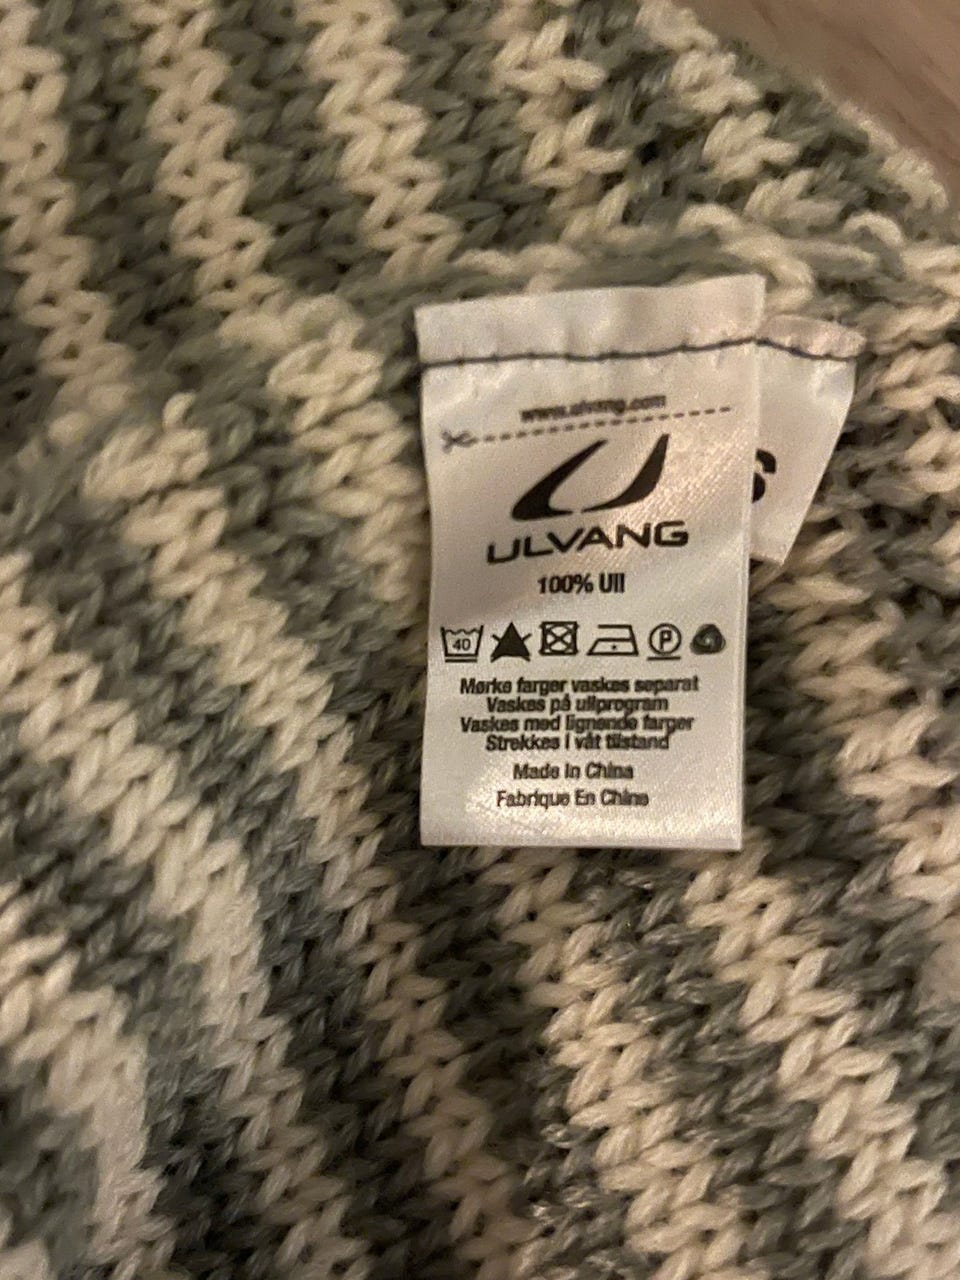 www.ulvang.com
ULVANG
100% Ull
40
P
Mørke farger vaskes separat
Vaskes på ullprogram
Vaskes med lignende farger
Strekkes i våt tilstand
Made In China
Fabrique En Chine
S